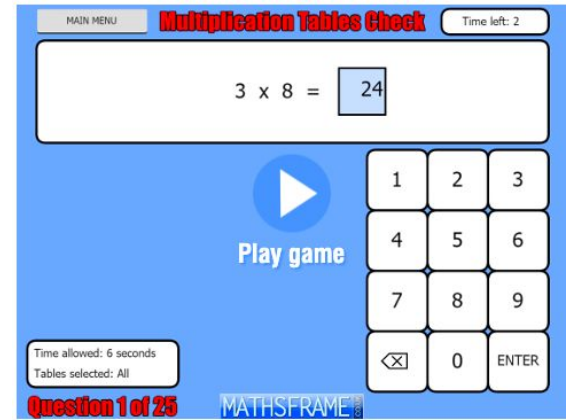 MAIN MENU
Multiplication Tables Check
Time left: 2
3 x 8 = 24
Play game
1 2 3
4 5 6
7 8 9
0 ENTER
Time allowed: 6 seconds
Tables selected: All
Question 1 of 25
MATHSFRAME